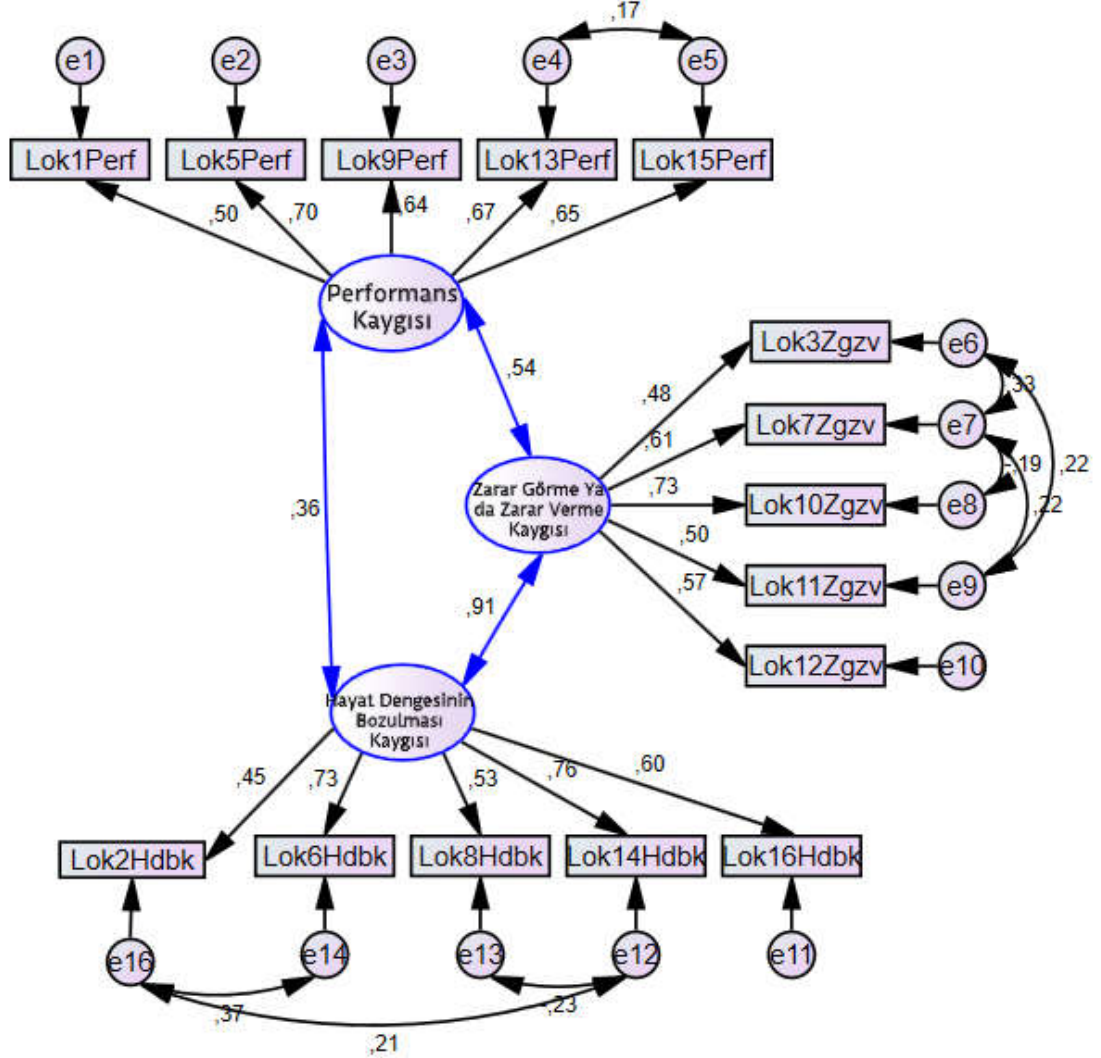 ,17
e1 e2 e3 e4 e5
Lok1Perf Lok5Perf Lok9Perf Lok13Perf Lok15Perf
,50 ,70 ,64 ,67 ,65
Performans
Kaygısı
,54
,36
Zarar Görme Ya
da Zarar Verme
Kaygısı
,48
,61
,73
,50
,57
Lok3Zgzv e6
Lok7Zgzv e7
Lok10Zgzv e8
Lok11Zgzv e9
Lok12Zgzv e10
,33
-,19
,22
,22
,91
Hayat Dengesinin
Bozulması
Kaygısı
,45 ,73 ,53 ,76 ,60
Lok2Hdbk Lok6Hdbk Lok8Hdbk Lok14Hdbk Lok16Hdbk
e16 e14 e13 e12 e11
,37 -,23
,21